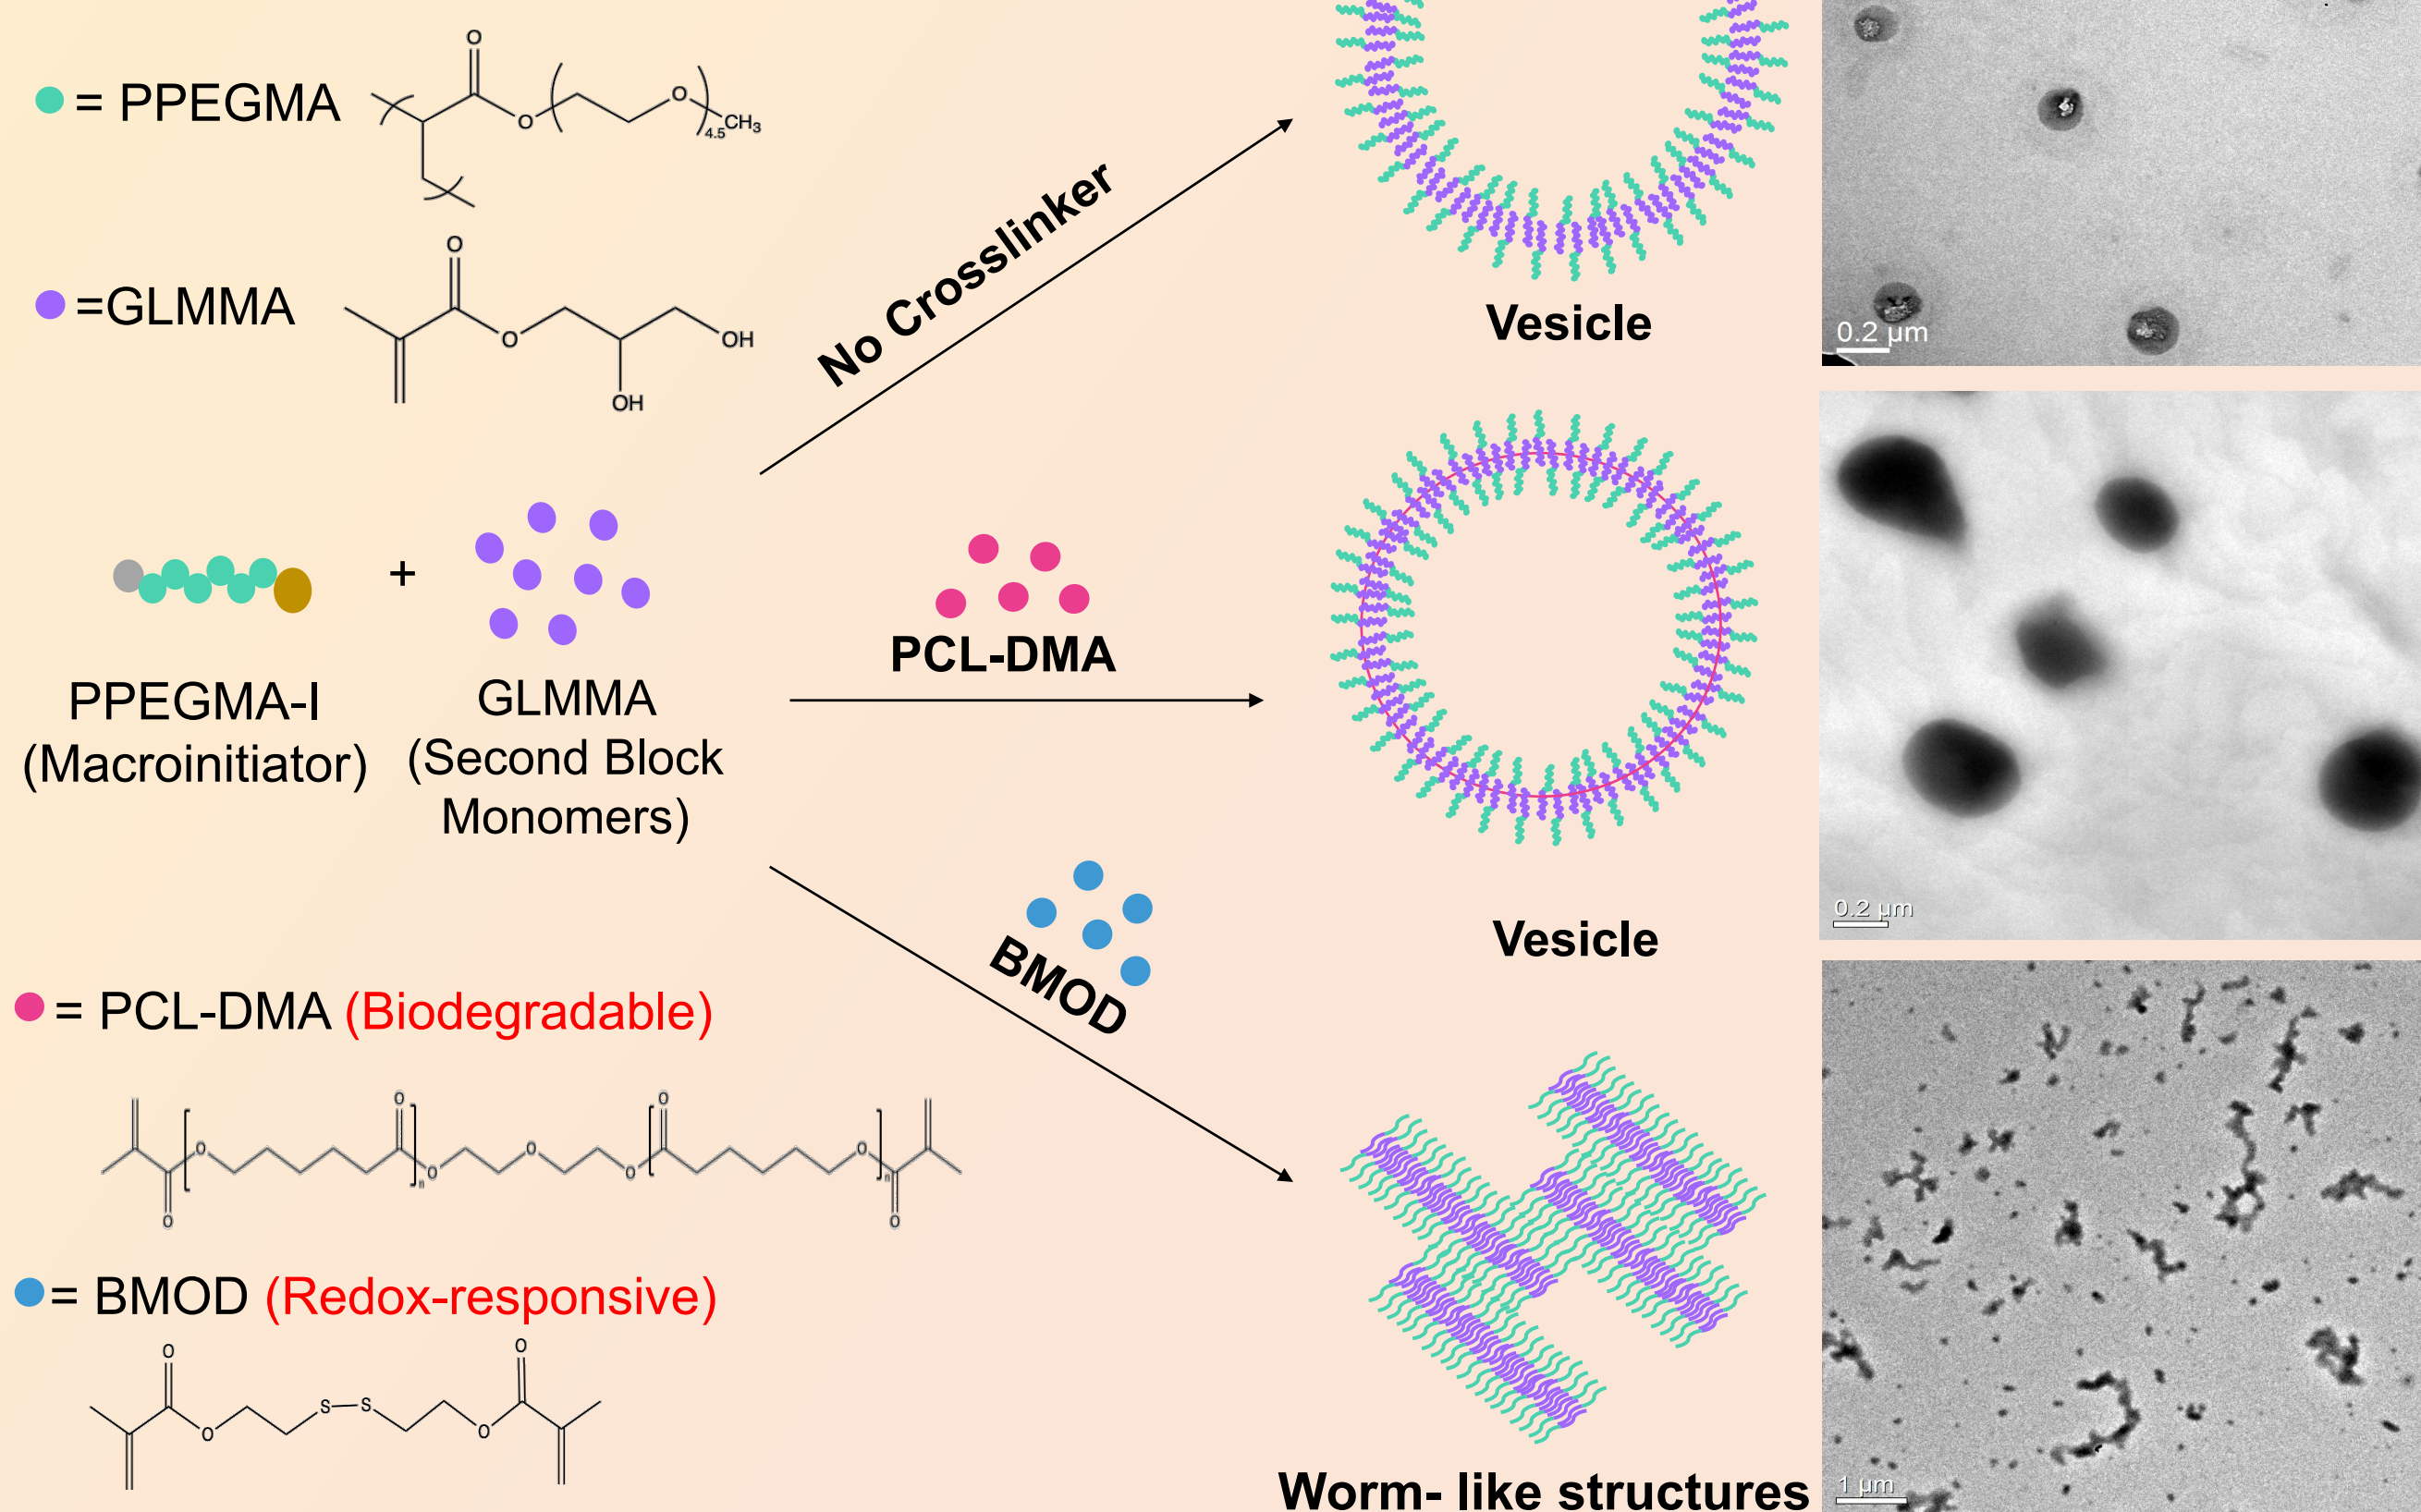 = PPEGMA
O
O
O
4.5
CH3
=GLMMA
O
O
OH
OH
No Crosslinker
Vesicle
0.2 µm
+
PPEGMA-I
(Macroinitiator)
GLMMA
(Second Block
Monomers)
PCL-DMA
Vesicle
0.2 µm
BMOD
= PCL-DMA (Biodegradable)
O
O
O
n
O
O
O
O
O
n
O
= BMOD (Redox-responsive)
O
O
S
S
O
O
Worm- like structures
1 µm